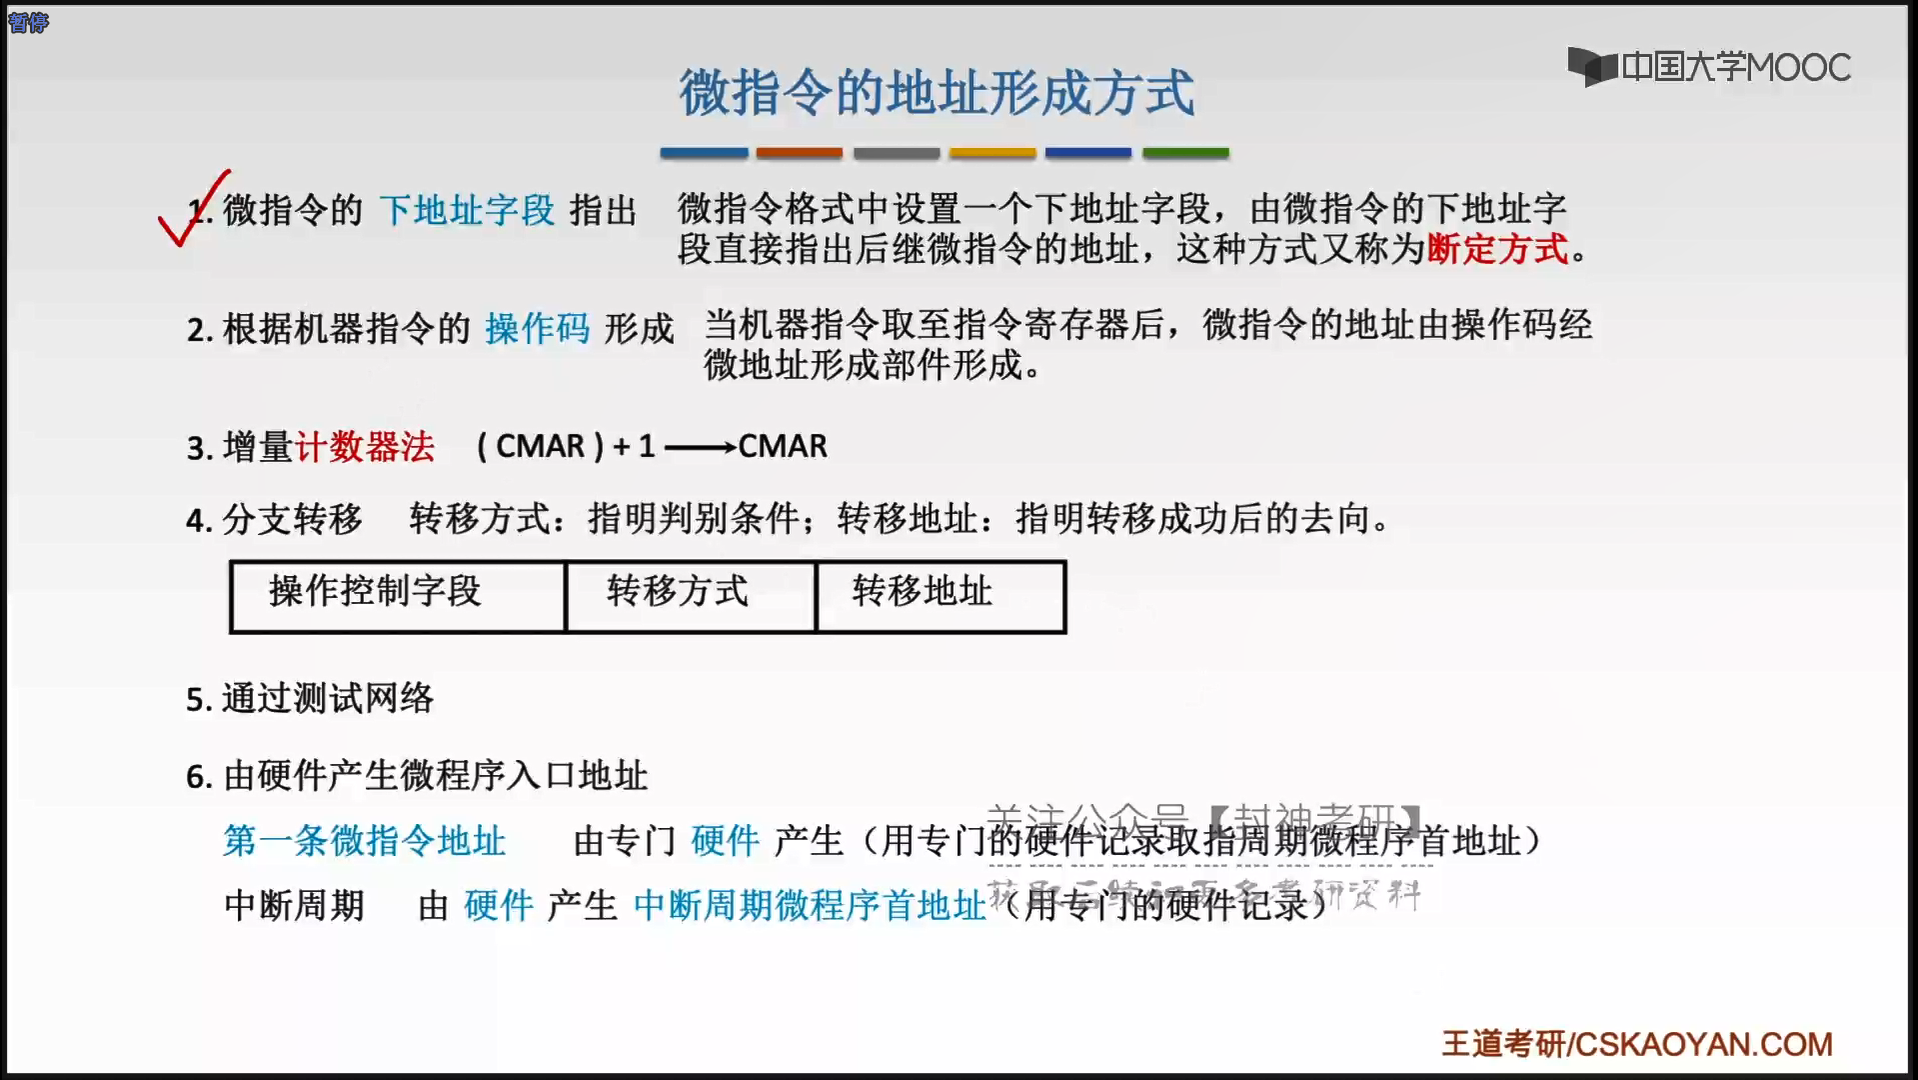 暂停
中国大学MOOC
微指令的地址形成方式
1. 微指令的 下地址字段 指出
微指令格式中设置一个下地址字段，由微指令的下地址字
段直接指出后继微指令的地址，这种方式又称为断定方式。
2. 根据机器指令的 操作码 形成
当机器指令取至指令寄存器后，微指令的地址由操作码经
微地址形成部件形成。
3. 增量计数器法 ( CMAR ) + 1 ⟶CMAR
4. 分支转移 转移方式：指明判别条件；转移地址：指明转移成功后的去向。
操作控制字段 转移方式 转移地址
5. 通过测试网络
6. 由硬件产生微程序入口地址
关注公众号【封神考研】
第一条微指令地址 由专门 硬件 产生（用专门的硬件记录取指周期微程序首地址）
中断周期 由 硬件 产生 中断周期微程序首地址（用专门的硬件记录）
王道考研/CSKAOYAN.COM